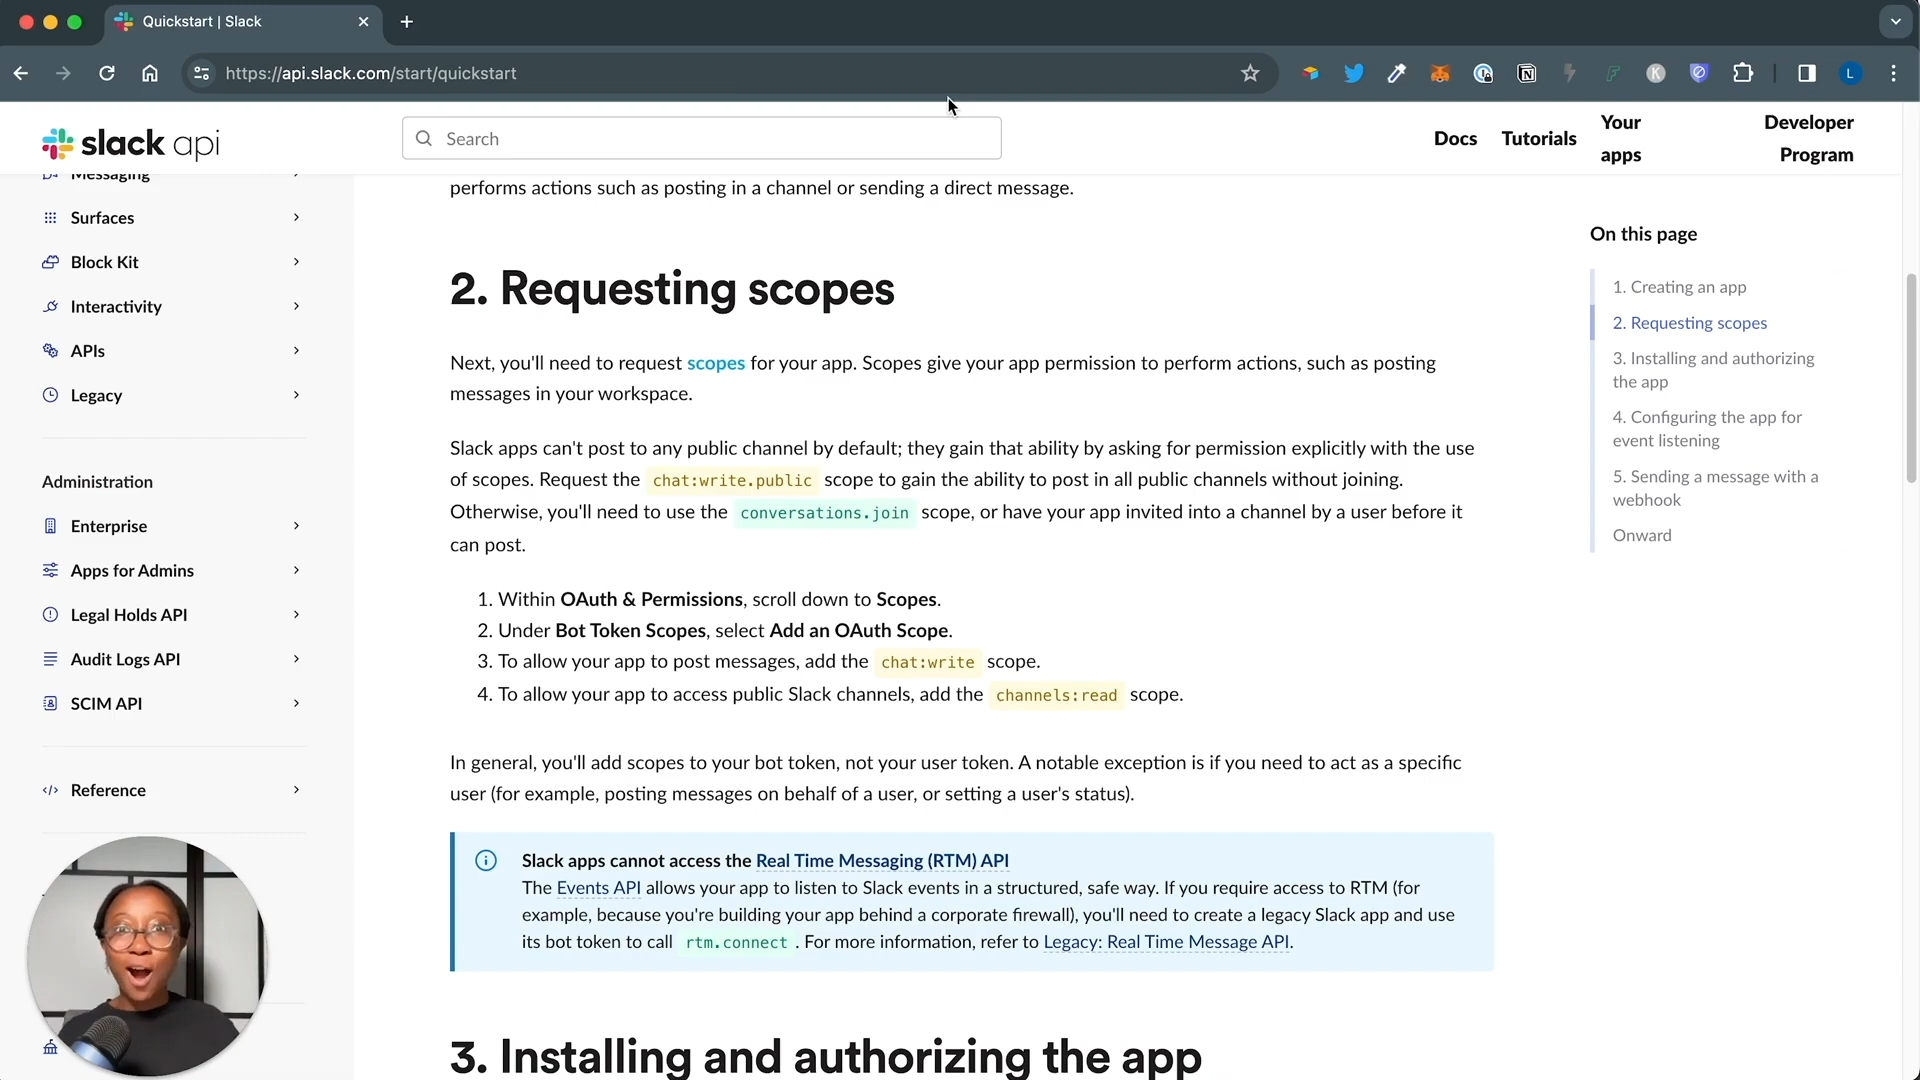 Quickstart | Slack
https://api.slack.com/start/quickstart
L
slack api
Search
Docs
Tutorials
Your
apps
Developer
Program
Messaging
Surfaces
Block Kit
Interactivity
APIs
Legacy
Administration
Enterprise
Apps for Admins
Legal Holds API
Audit Logs API
SCIM API
Reference
performs actions such as posting in a channel or sending a direct message.
2. Requesting scopes
Next, you'll need to request scopes for your app. Scopes give your app permission to perform actions, such as posting
messages in your workspace.
Slack apps can't post to any public channel by default; they gain that ability by asking for permission explicitly with the use
of scopes. Request the chat:write.public scope to gain the ability to post in all public channels without joining.
Otherwise, you'll need to use the conversations.join scope, or have your app invited into a channel by a user before it
can post.
1. Within OAuth & Permissions, scroll down to Scopes.
2. Under Bot Token Scopes, select Add an OAuth Scope.
3. To allow your app to post messages, add the chat:write scope.
4. To allow your app to access public Slack channels, add the channels:read scope.
In general, you'll add scopes to your bot token, not your user token. A notable exception is if you need to act as a specific
user (for example, posting messages on behalf of a user, or setting a user's status).
Slack apps cannot access the Real Time Messaging (RTM) API
The Events API allows your app to listen to Slack events in a structured, safe way. If you require access to RTM (for
example, because you're building your app behind a corporate firewall), you'll need to create a legacy Slack app and use
its bot token to call rtm.connect . For more information, refer to Legacy: Real Time Message API.
3. Installing and authorizing the app
On this page
1. Creating an app
2. Requesting scopes
3. Installing and authorizing
the app
4. Configuring the app for
event listening
5. Sending a message with a
webhook
Onward